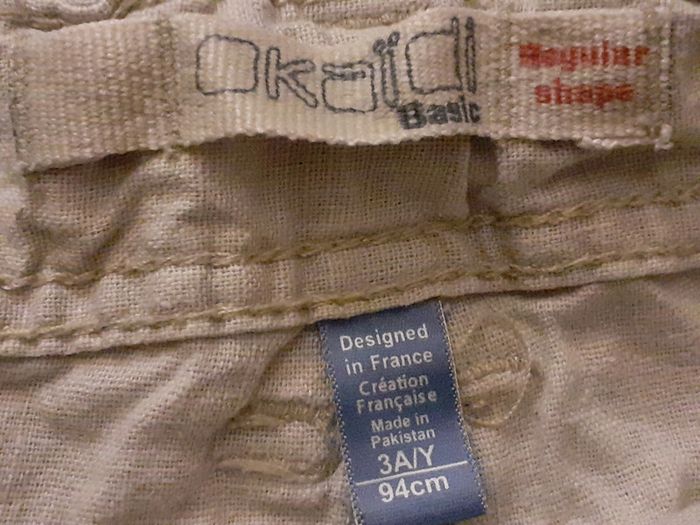 Okaïdi
Basic
Regular
shape
Designed
in France
Création
Française
Made in
Pakistan
3A/Y
94cm